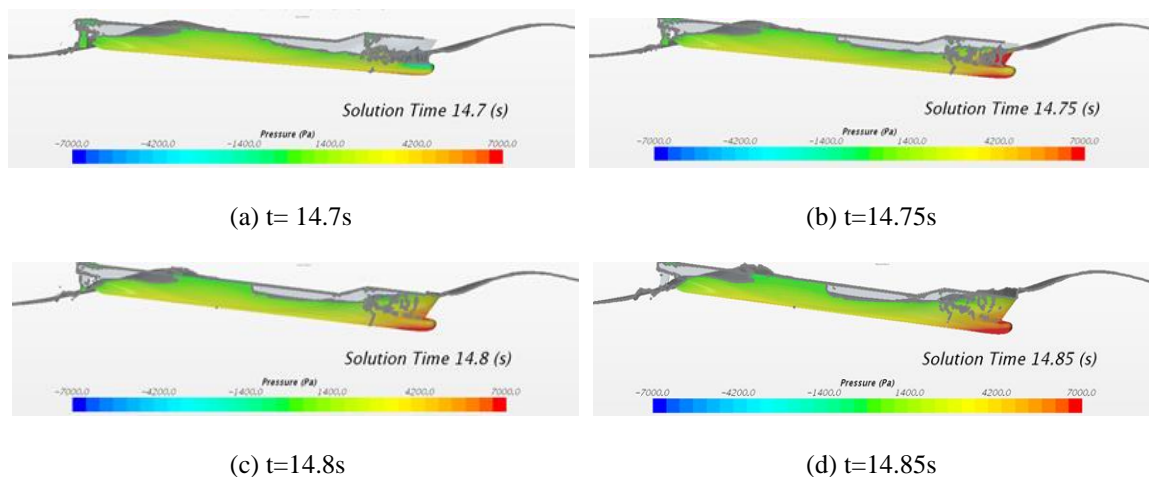 Solution Time 14.7 (s)
Pressure (Pa)
-7000.0 -4200.0 -1400.0 1400.0 4200.0 7000.0
(a) t= 14.7s
Solution Time 14.75 (s)
Pressure (Pa)
-7000.0 -4200.0 -1400.0 1400.0 4200.0 7000.0
(b) t=14.75s
Solution Time 14.8 (s)
Pressure (Pa)
-7000.0 -4200.0 -1400.0 1400.0 4200.0 7000.0
(c) t=14.8s
Solution Time 14.85 (s)
Pressure (Pa)
-7000.0 -4200.0 -1400.0 1400.0 4200.0 7000.0
(d) t=14.85s